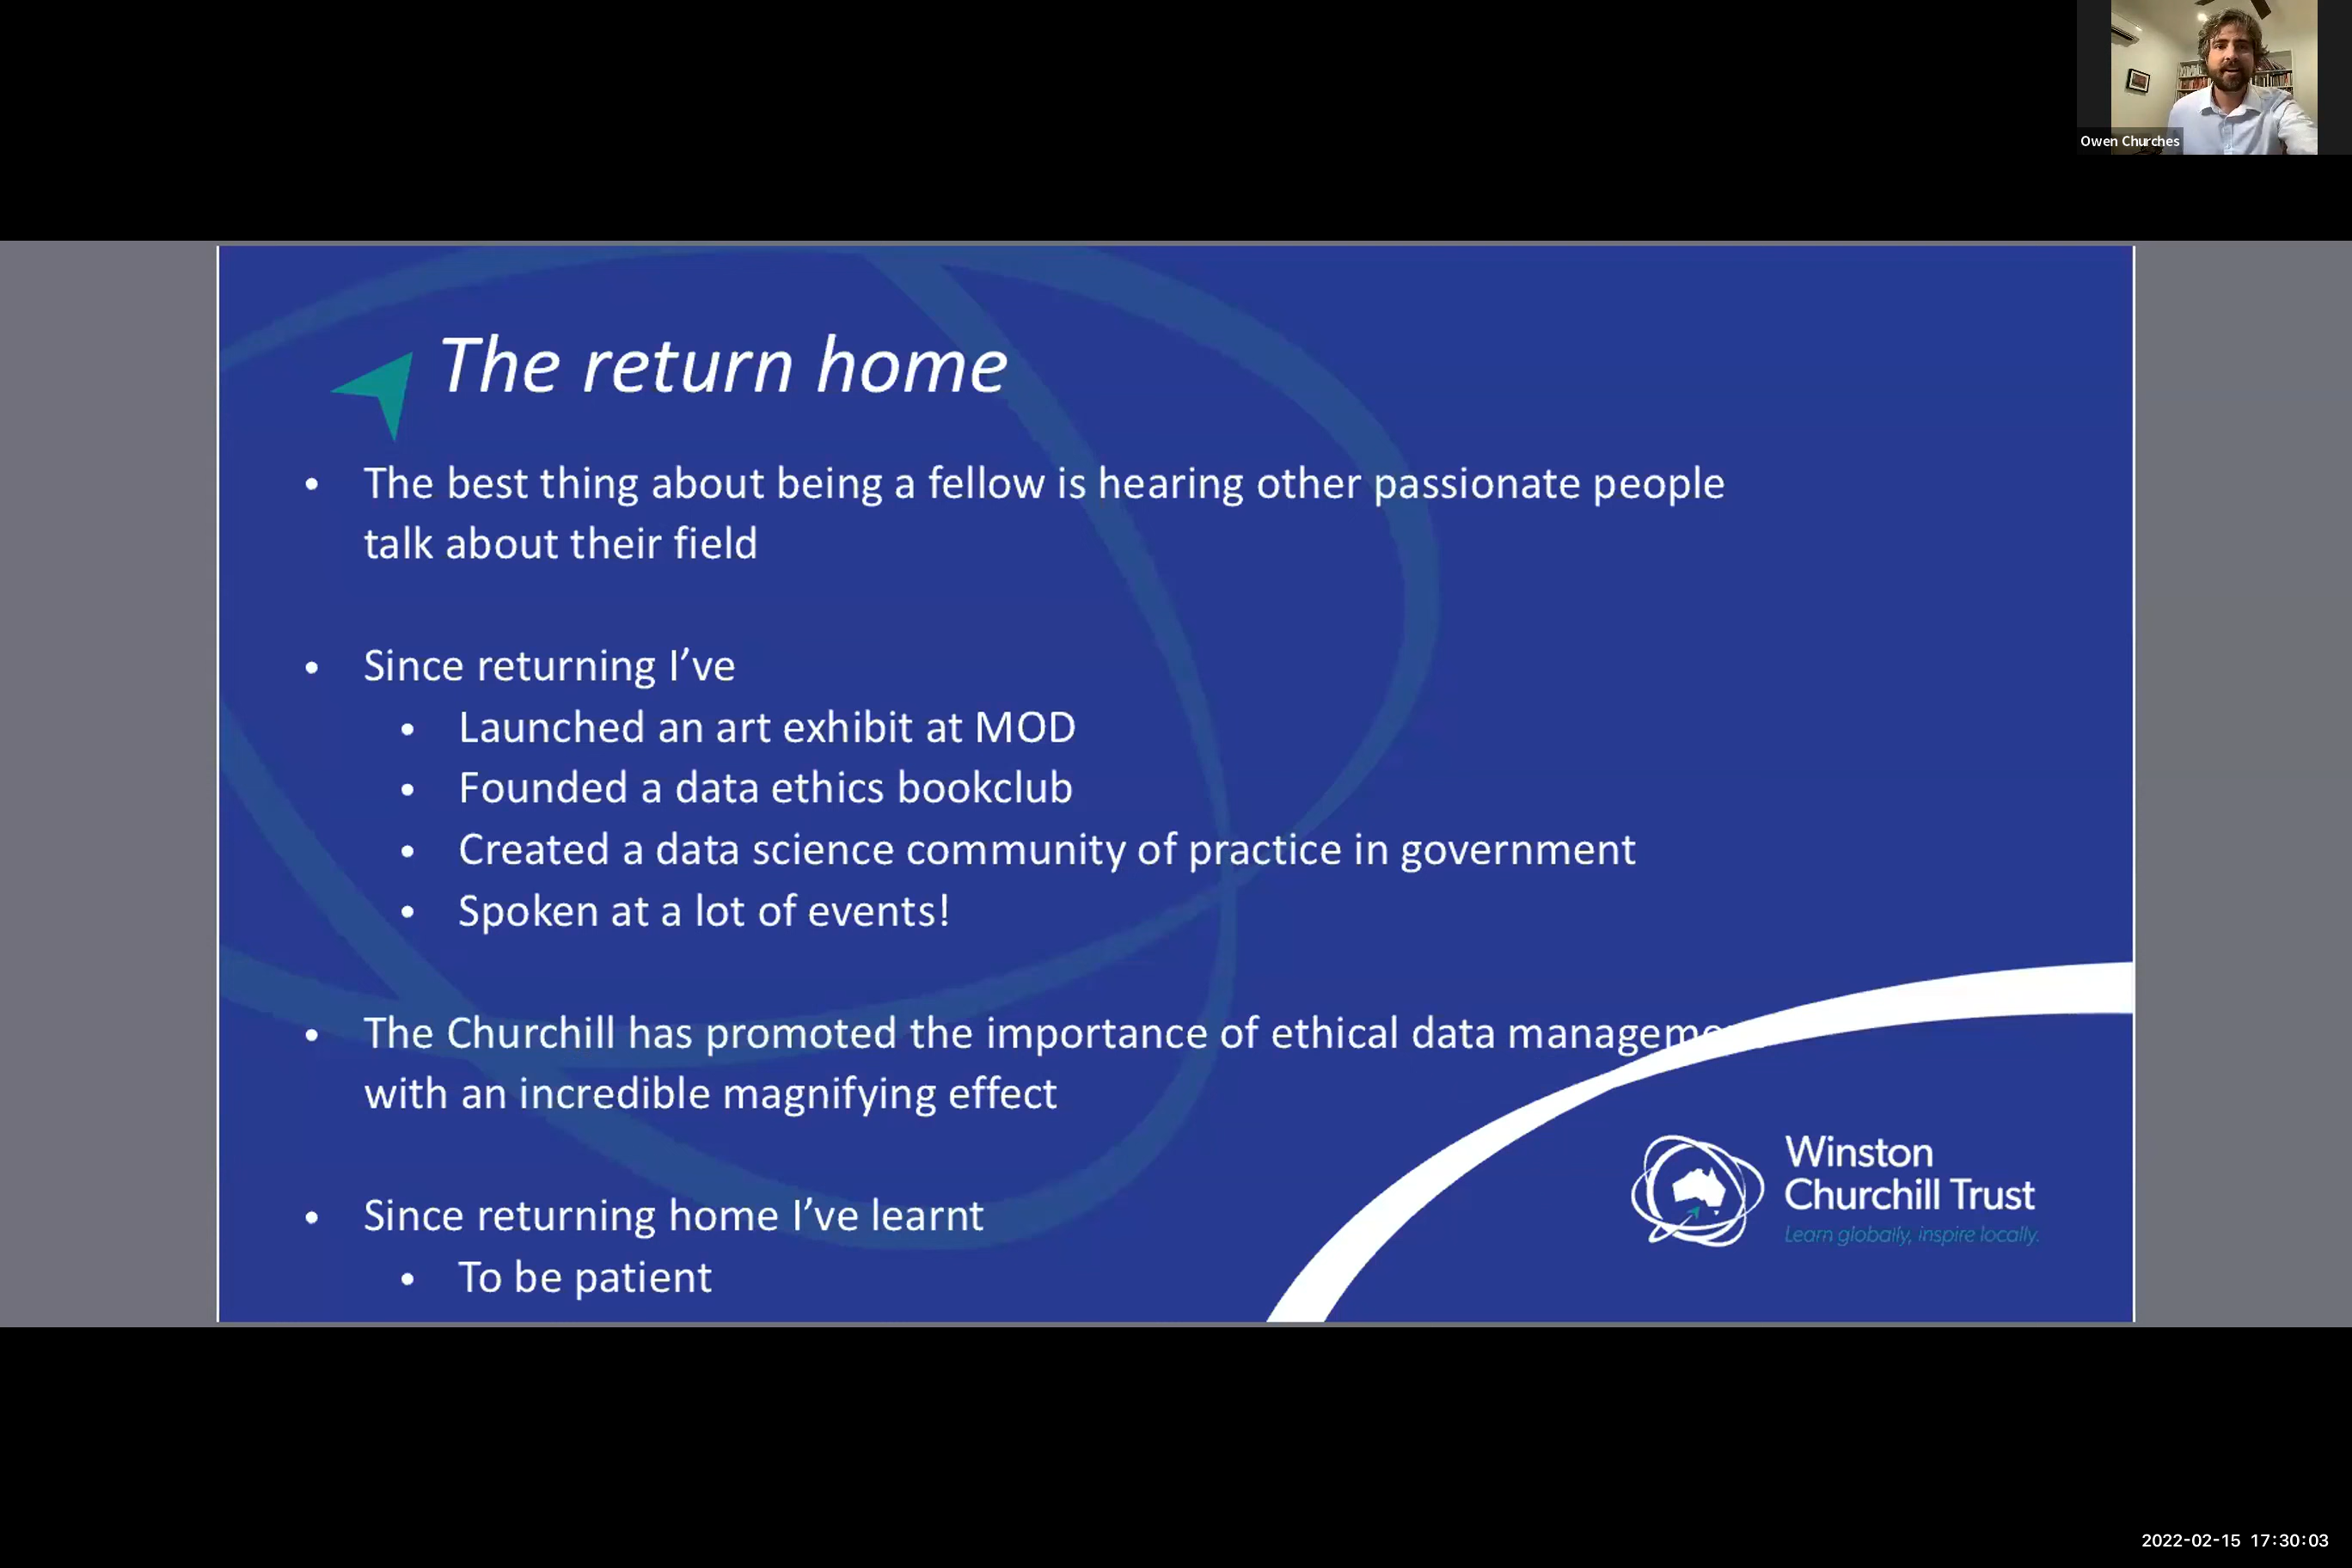 Owen Churches
The return home
• The best thing about being a fellow is hearing other passionate people
talk about their field
• Since returning I’ve
• Launched an art exhibit at MOD
• Founded a data ethics bookclub
• Created a data science community of practice in government
• Spoken at a lot of events!
• The Churchill has promoted the importance of ethical data
with an incredible magnifying effect
• Since returning home I’ve learnt
• To be patient
Winston
Churchill Trust
Learn globally, inspire locally.
2022-02-15 17:30:03